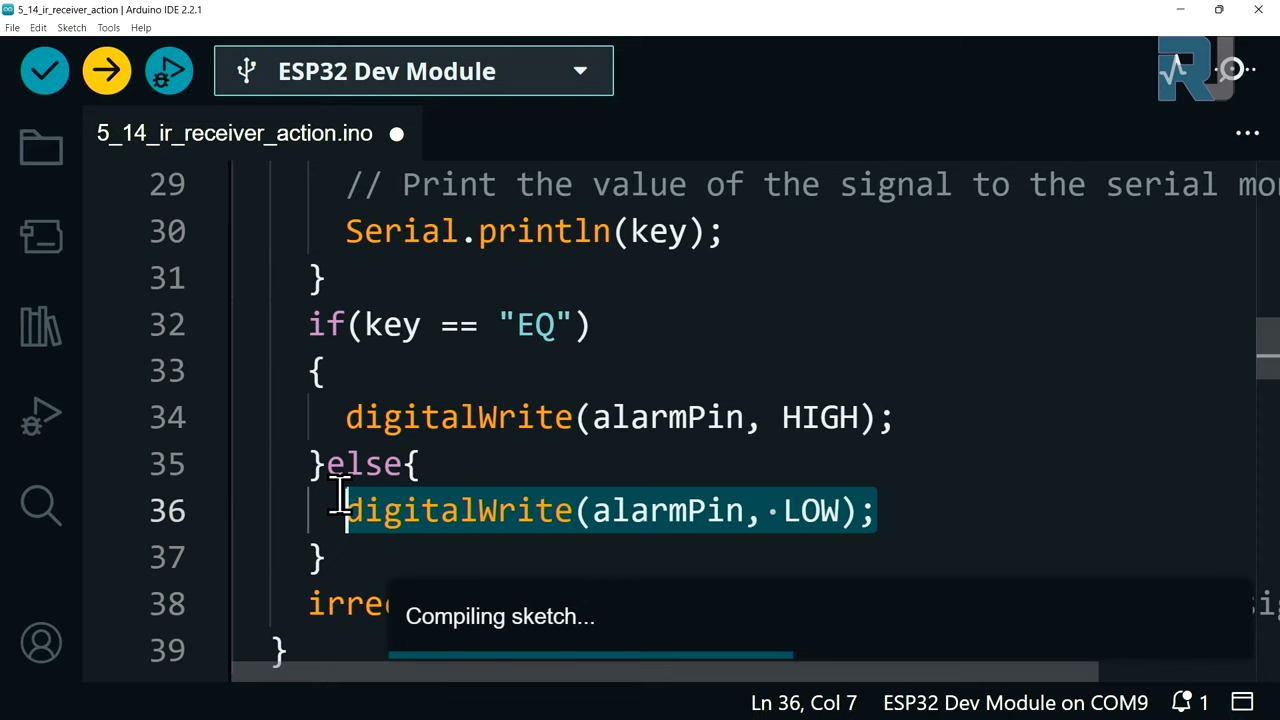 5_14_ir_receiver_action | Arduino IDE 2.2.1
File Edit Sketch Tools Help
ESP32 Dev Module
RJ
5_14_ir_receiver_action.ino
29 // Print the value of the signal to the serial mo
30 Serial.println(key);
31 }
32 if(key == "EQ")
33 {
34 digitalWrite(alarmPin, HIGH);
35 }else{
36 digitalWrite(alarmPin, LOW);
37 }
38 irrec
39 }
Compiling sketch...
Ln 36, Col 7 ESP32 Dev Module on COM9 1